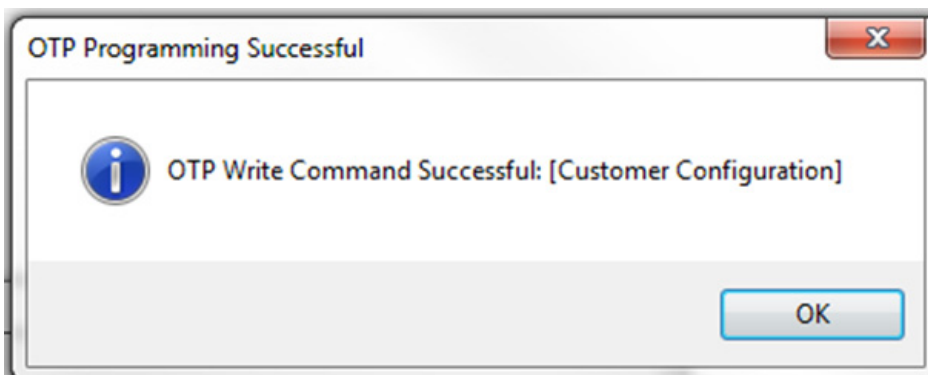 OTP Programming Successful
OTP Write Command Successful: [Customer Configuration]
OK